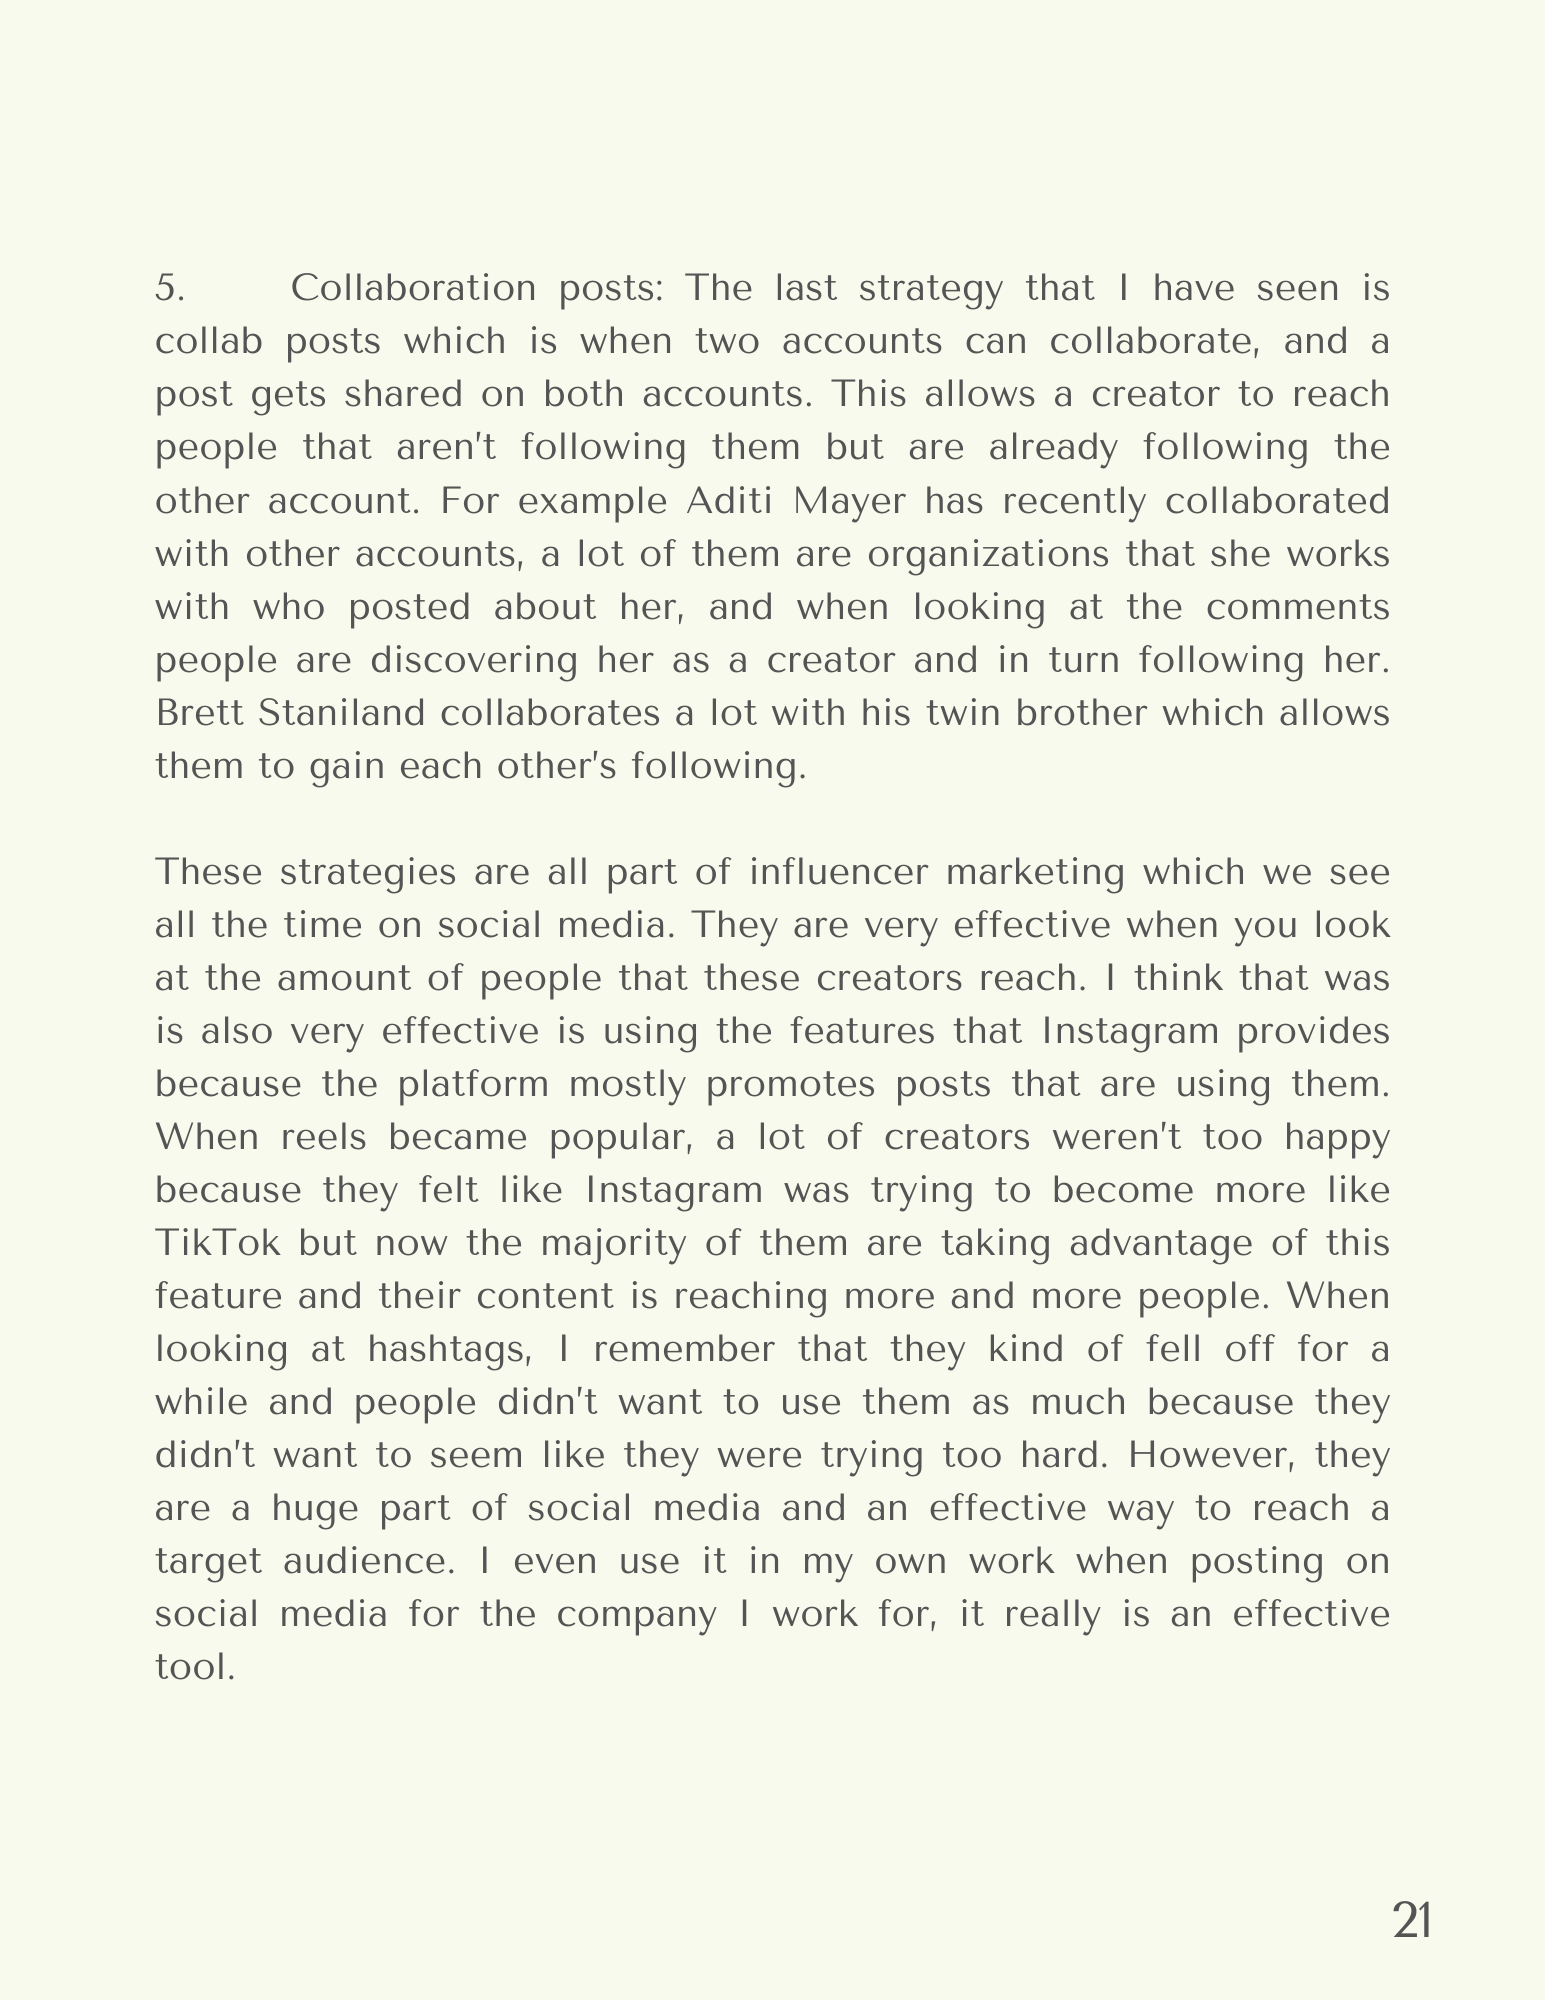 5. Collaboration posts: The last strategy that I have seen is
collab posts which is when two accounts can collaborate, and a
post gets shared on both accounts. This allows a creator to reach
people that aren't following them but are already following the
other account. For example Aditi Mayer has recently collaborated
with other accounts, a lot of them are organizations that she works
with who posted about her, and when looking at the comments
people are discovering her as a creator and in turn following her.
Brett Staniland collaborates a lot with his twin brother which allows
them to gain each other's following.
These strategies are all part of influencer marketing which we see
all the time on social media. They are very effective when you look
at the amount of people that these creators reach. I think that was
is also very effective is using the features that Instagram provides
because the platform mostly promotes posts that are using them.
When reels became popular, a lot of creators weren't too happy
because they felt like Instagram was trying to become more like
TikTok but now the majority of them are taking advantage of this
feature and their content is reaching more and more people. When
looking at hashtags, I remember that they kind of fell off for a
while and people didn't want to use them as much because they
didn't want to seem like they were trying too hard. However, they
are a huge part of social media and an effective way to reach a
target audience. I even use it in my own work when posting on
social media for the company I work for, it really is an effective
tool.
21